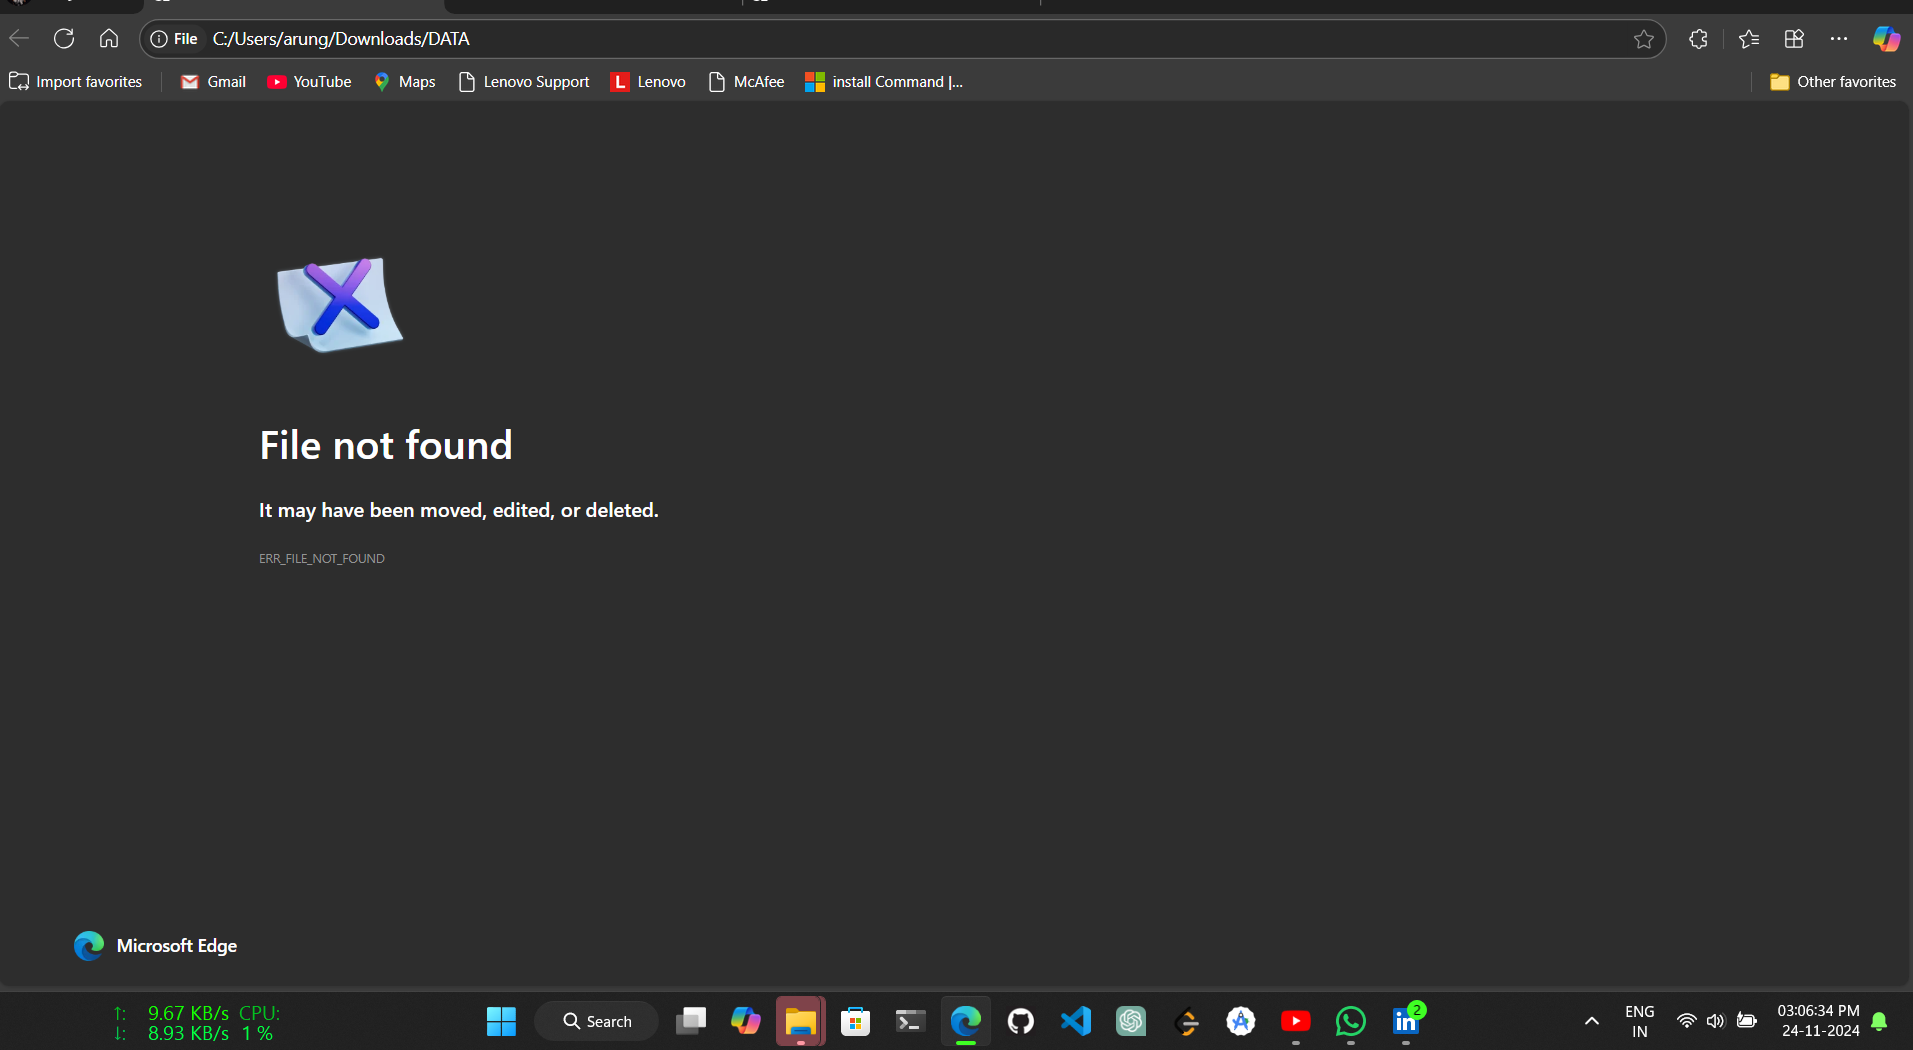 File C:/Users/arung/Downloads/DATA
Import favorites Gmail YouTube Maps Lenovo Support L Lenovo McAfee install Command |... Other favorites
File not found
It may have been moved, edited, or deleted.
ERR_FILE_NOT_FOUND
Microsoft Edge
↑: 9.67 KB/s CPU:
↓: 8.93 KB/s 1 %
Search
in 2
ENG
IN
03:06:34 PM
24-11-2024